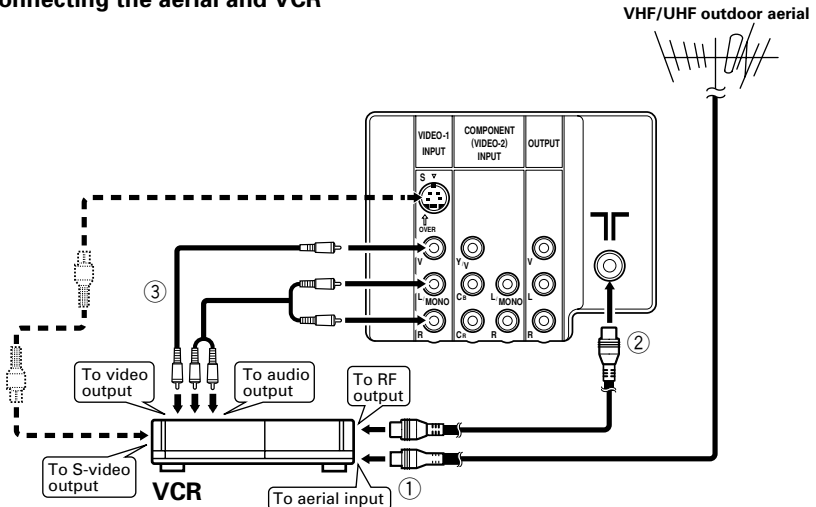 onnecting the aerial and VCR
VHF/UHF outdoor aerial
VIDEO-1
INPUT
COMPONENT
(VIDEO-2)
INPUT
OUTPUT
S
OVER
V
Y/V
V
L/MONO
CB
L/MONO
L
R
CR
R
R
③
②
To video
output
To audio
output
To RF
output
To S-video
output
VCR
To aerial input
①